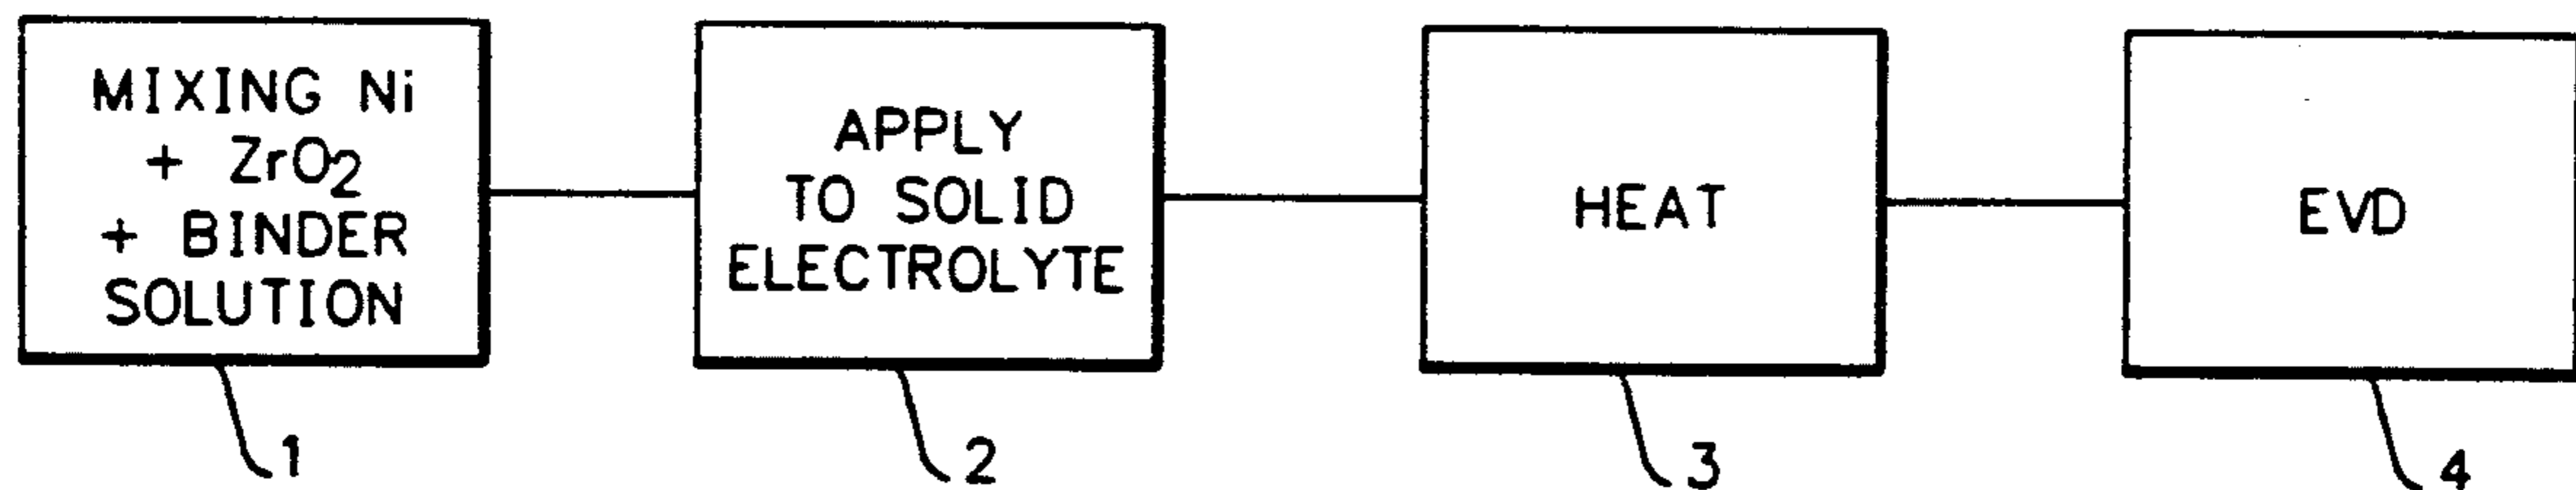 MIXING Ni
+ ZrO2
+ BINDER
SOLUTION
APPLY
TO SOLID
ELECTROLYTE
HEAT
EVD
1
2
3
4